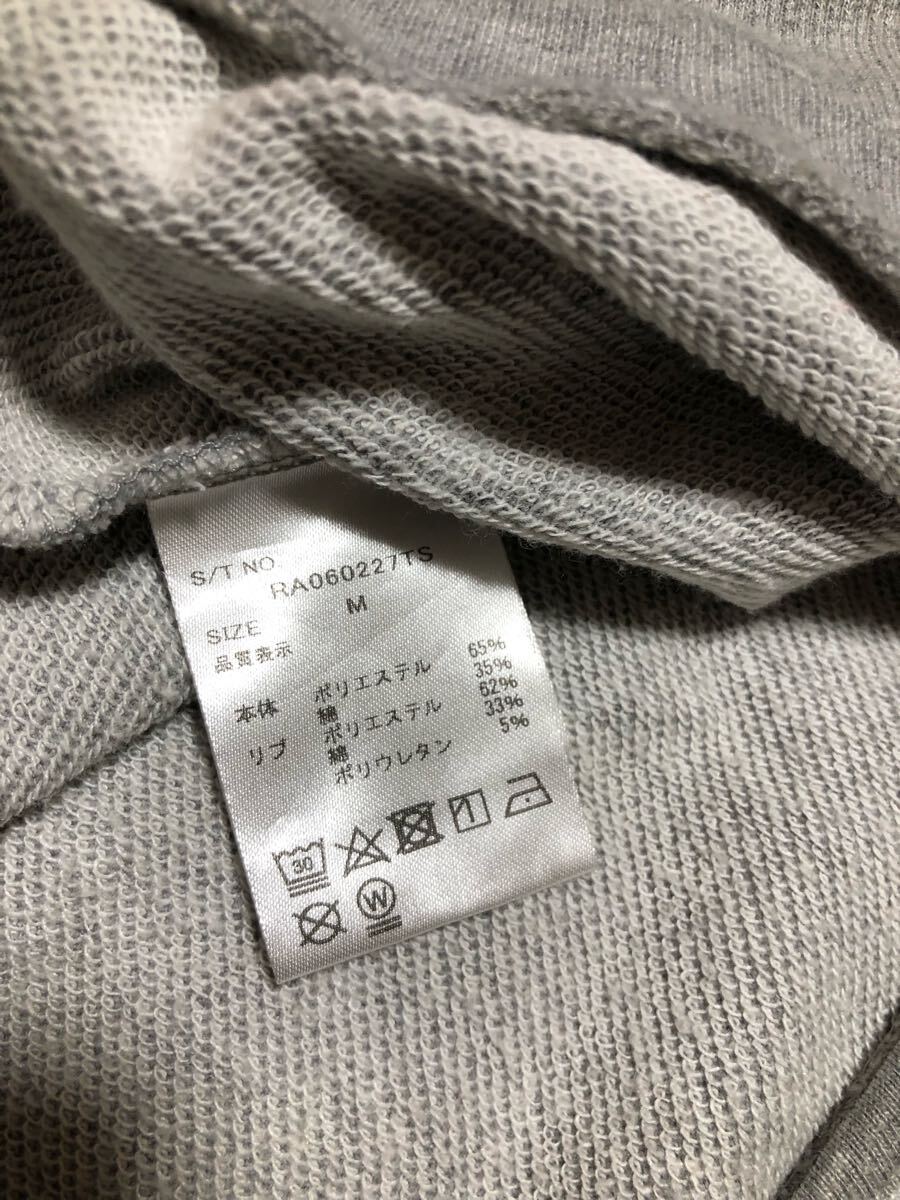 S/T NO.
RA060227TS
SIZE M
品質表示
本体 ポリエステル 65%
綿 35%
リブ ポリエステル 62%
綿 33%
ポリウレタン 5%
30
W